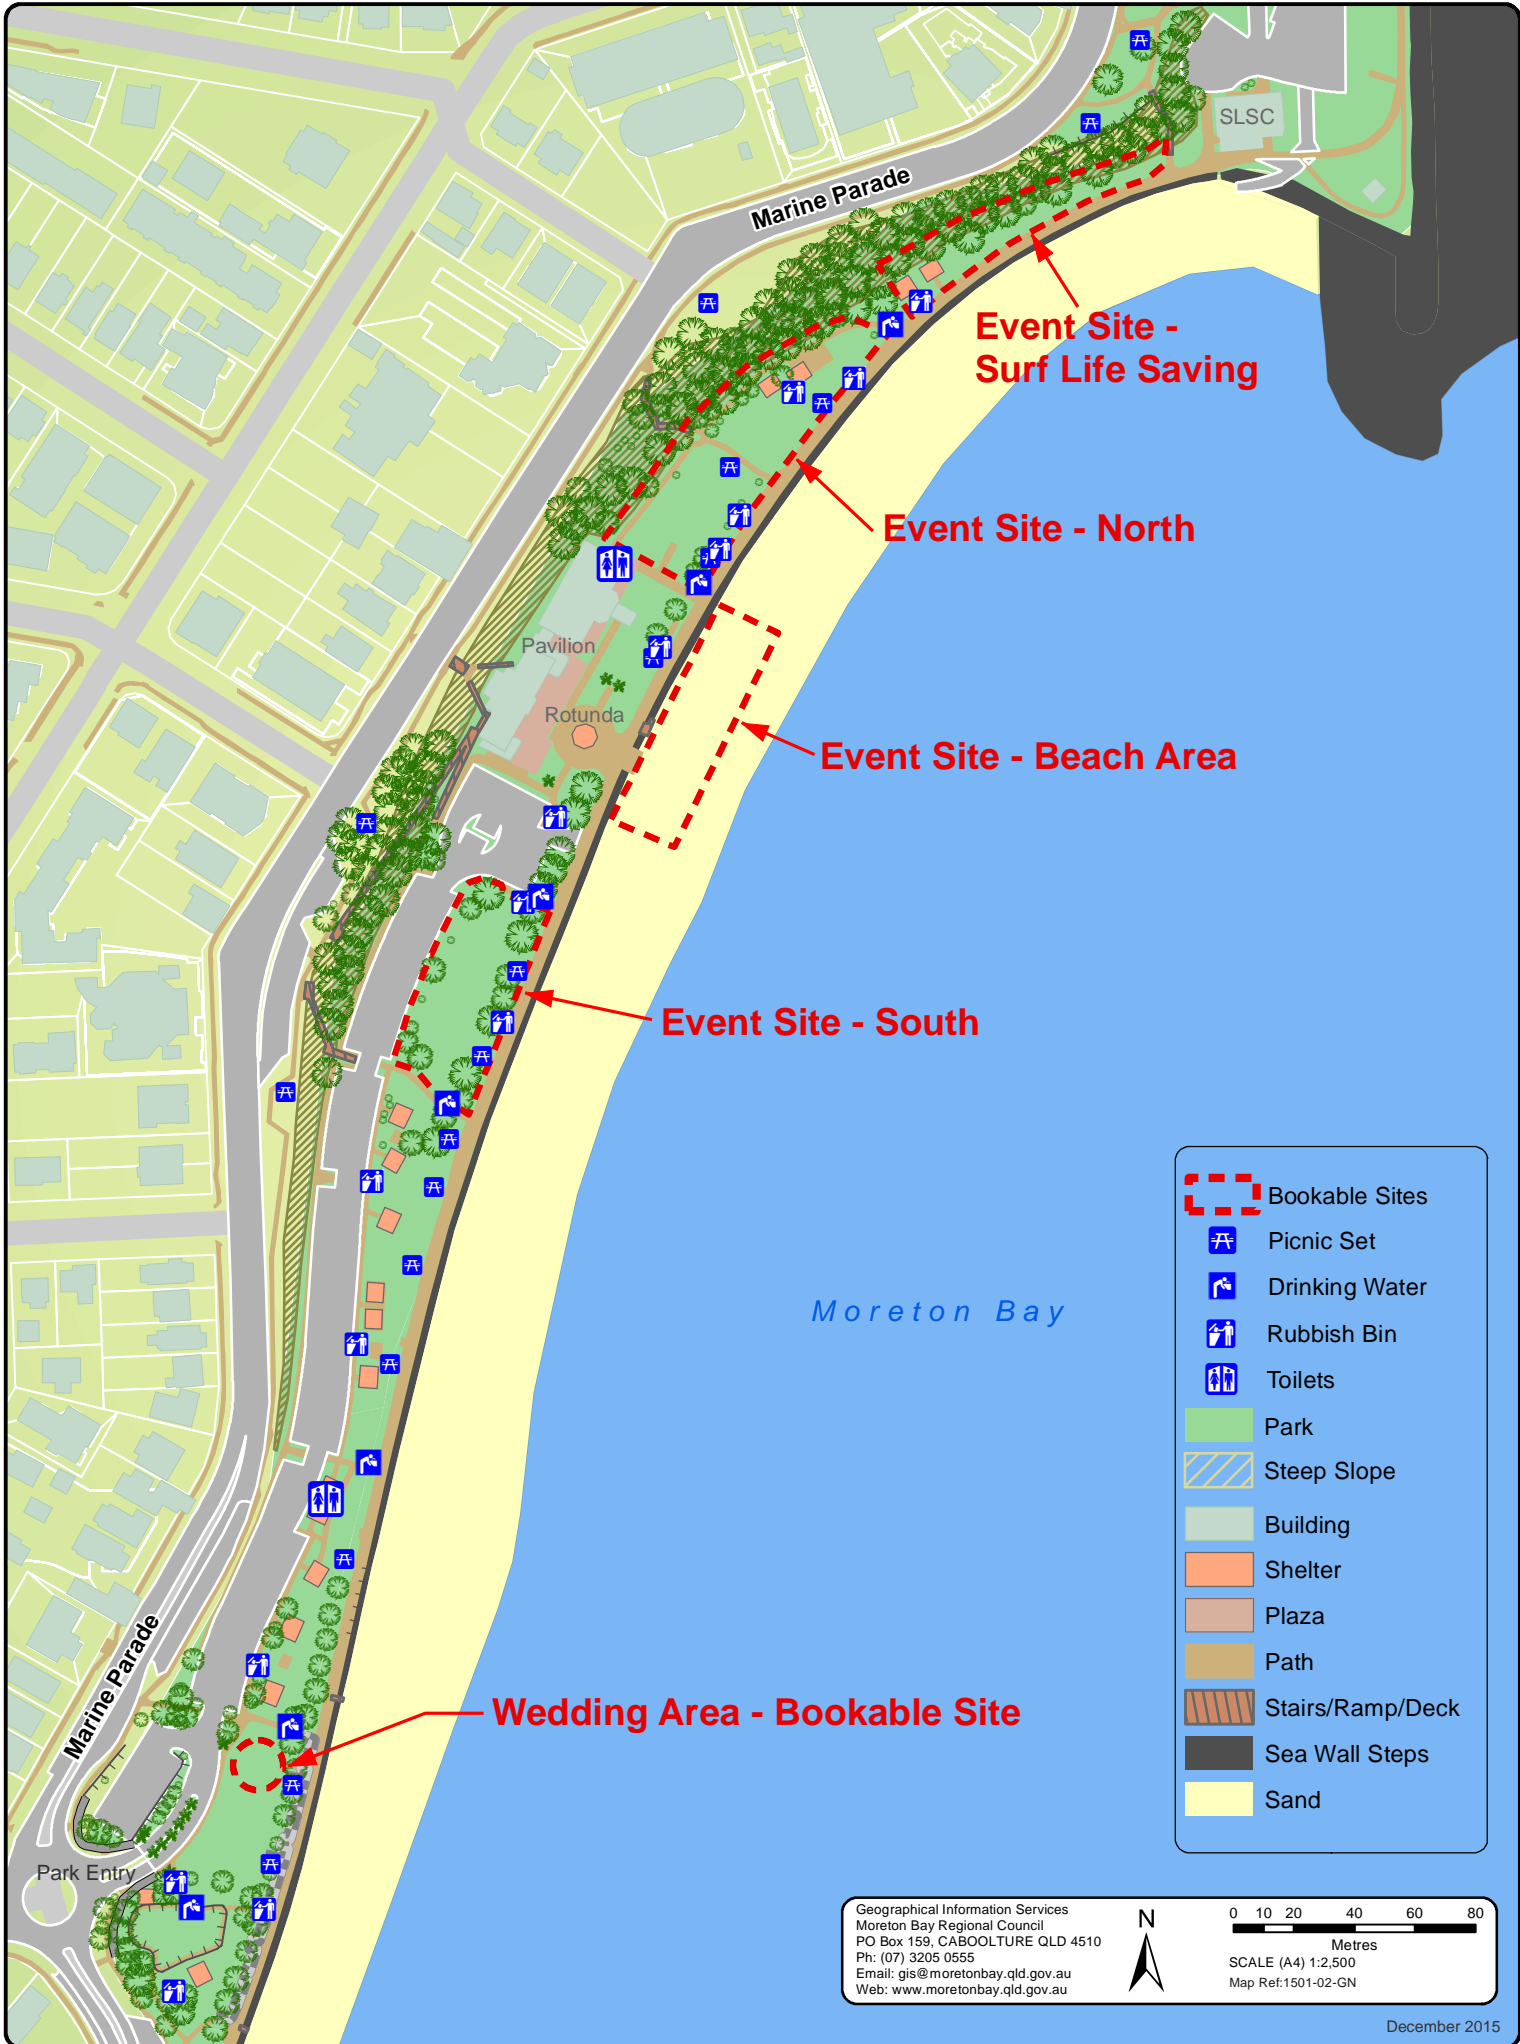 SLSC
Marine Parade
Event Site -
Surf Life Saving
Event Site - North
Pavilion
Rotunda
Event Site - Beach Area
Event Site - South
Moreton Bay
Bookable Sites
Picnic Set
Drinking Water
Rubbish Bin
Toilets
Park
Steep Slope
Building
Shelter
Plaza
Path
Stairs/Ramp/Deck
Sea Wall Steps
Sand
Marine Parade
Wedding Area - Bookable Site
Park Entry
Geographical Information Services
Moreton Bay Regional Council
PO Box 159, CABOOLTURE QLD 4510
Ph: (07) 3205 0555
Email: gis@moretonbay.qld.gov.au
Web: www.moretonbay.qld.gov.au
N
0 10 20 40 60 80
Metres
SCALE (A4) 1:2,500
Map Ref:1501-02-GN
December 2015